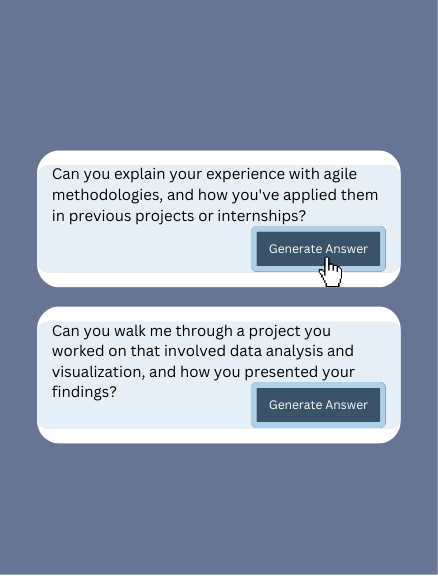 Can you explain your experience with agile
methodologies, and how you've applied them
in previous projects or internships?
Generate Answer
Can you walk me through a project you
worked on that involved data analysis and
visualization, and how you presented your
findings?
Generate Answer